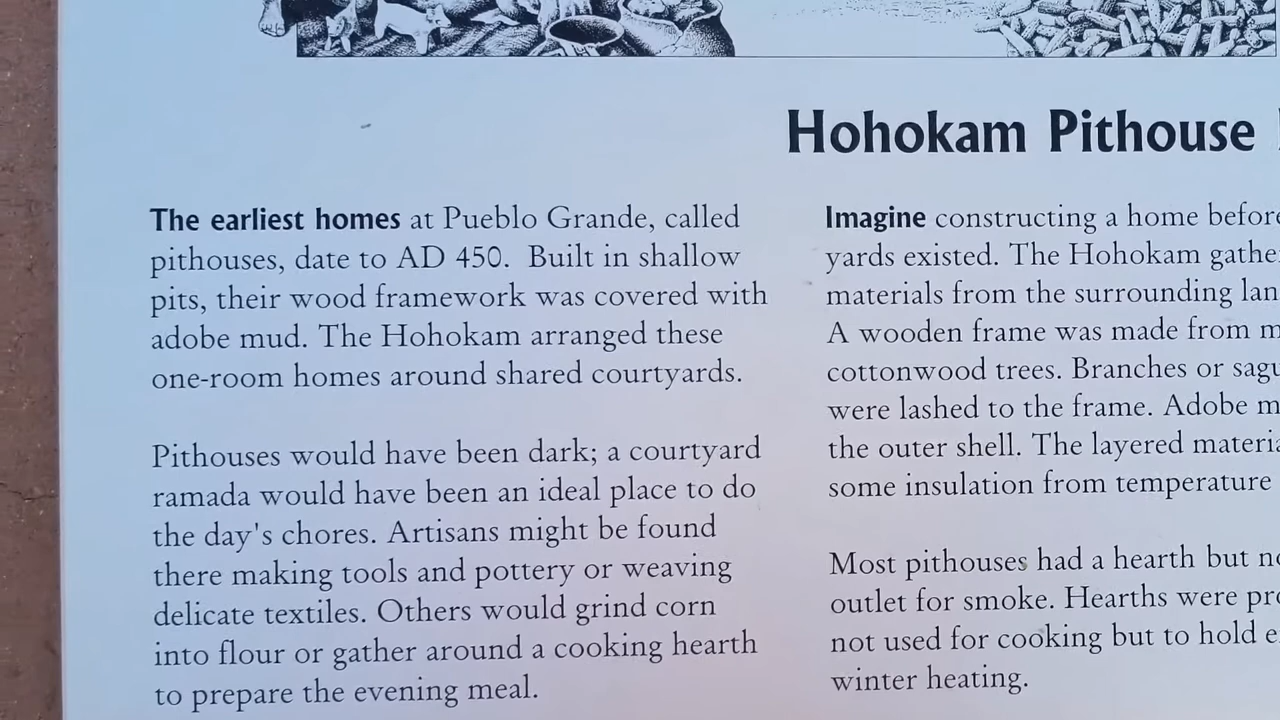 Hohokam Pithouse
The earliest homes at Pueblo Grande, called
pithouses, date to AD 450. Built in shallow
pits, their wood framework was covered with
adobe mud. The Hohokam arranged these
one-room homes around shared courtyards.
Pithouses would have been dark; a courtyard
ramada would have been an ideal place to do
the day's chores. Artisans might be found
there making tools and pottery or weaving
delicate textiles. Others would grind corn
into flour or gather around a cooking hearth
to prepare the evening meal.
Imagine constructing a home before
yards existed. The Hohokam
materials from the surrounding
A wooden frame was made from
cottonwood trees. Branches or
were lashed to the frame. Adobe
the outer shell. The layered
some insulation from temperature
Most pithouses had a hearth but
outlet for smoke. Hearths were
not used for cooking but to hold
winter heating.